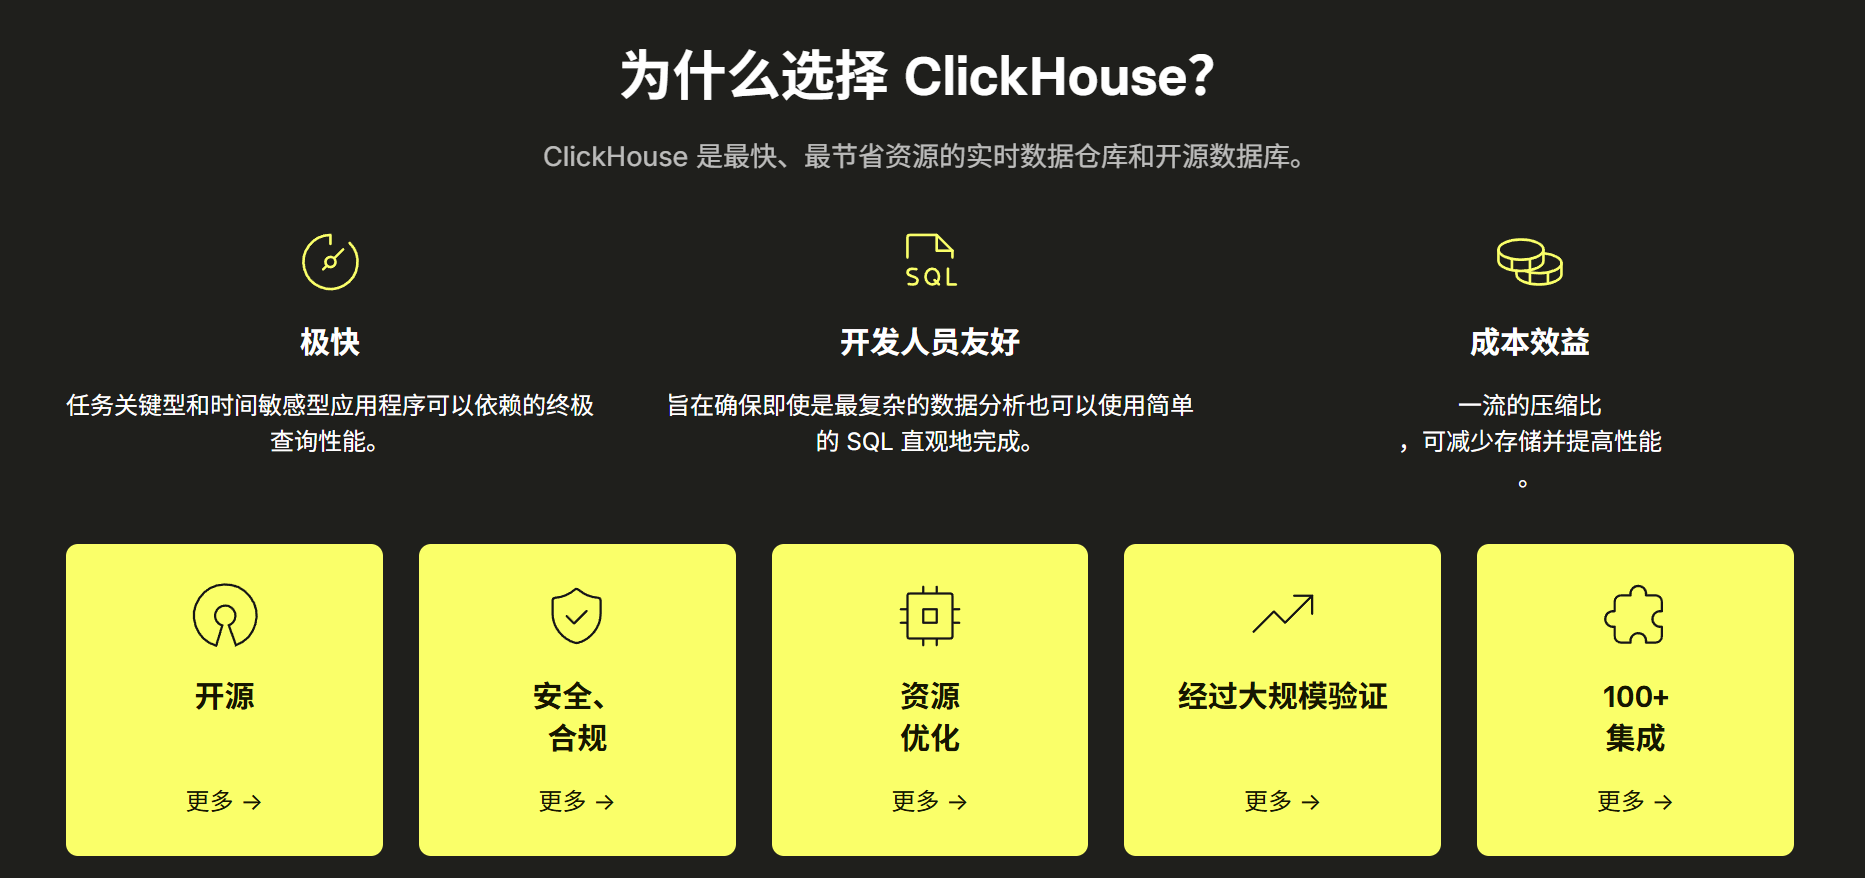 为什么选择 ClickHouse?
ClickHouse 是最快、最节省资源的实时数据仓库和开源数据库。
SQL
极快
任务关键型和时间敏感型应用程序可以依赖的终极
查询性能。
开发人员友好
旨在确保即使是最复杂的数据分析也可以使用简单
的 SQL 直观地完成。
成本效益
一流的压缩比
，可减少存储并提高性能
。
开源
更多 →
安全、
合规
更多 →
资源
优化
更多 →
经过大规模验证
更多 →
100+
集成
更多 →